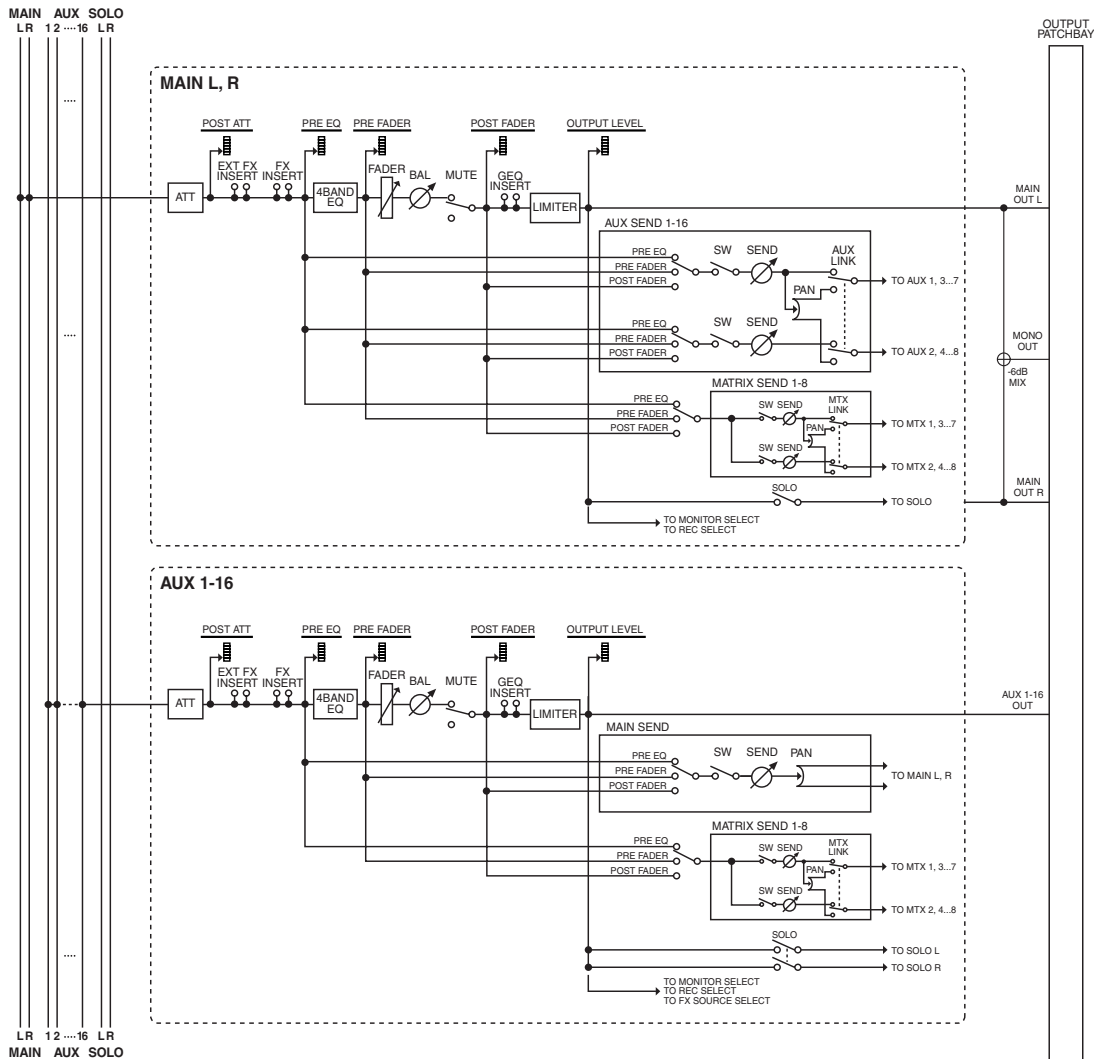 MAIN AUX SOLO
L R 1 2 ····16 L R
OUTPUT
PATCHBAY
....
....
MAIN L, R
POST ATT PRE EQ PRE FADER POST FADER OUTPUT LEVEL
EXT FX
INSERT
FX
INSERT
FADER
BAL
MUTE
GEQ
INSERT
ATT
4BAND
EQ
LIMITER
MAIN
OUT L
AUX SEND 1-16
PRE EQ
PRE FADER
POST FADER
SW SEND
AUX
LINK
PAN
TO AUX 1, 3...7
PRE EQ
PRE FADER
POST FADER
SW SEND
TO AUX 2, 4...8
MONO
OUT
-6dB
MIX
MATRIX SEND 1-8
PRE EQ
PRE FADER
POST FADER
SW SEND
MTX
LINK
PAN
TO MTX 1, 3...7
SW SEND
TO MTX 2, 4...8
SOLO
TO SOLO
MAIN
OUT R
TO MONITOR SELECT
TO REC SELECT
AUX 1-16
POST ATT PRE EQ PRE FADER POST FADER OUTPUT LEVEL
EXT FX
INSERT
FX
INSERT
FADER
BAL
MUTE
GEQ
INSERT
ATT
4BAND
EQ
LIMITER
AUX 1-16
OUT
MAIN SEND
PRE EQ
PRE FADER
POST FADER
SW SEND PAN
TO MAIN L, R
MATRIX SEND 1-8
PRE EQ
PRE FADER
POST FADER
SW SEND
MTX
LINK
PAN
TO MTX 1, 3...7
SW SEND
TO MTX 2, 4...8
SOLO
TO SOLO L
TO SOLO R
TO MONITOR SELECT
TO REC SELECT
TO FX SOURCE SELECT
....
L R 1 2 ····16 L R
MAIN AUX SOLO